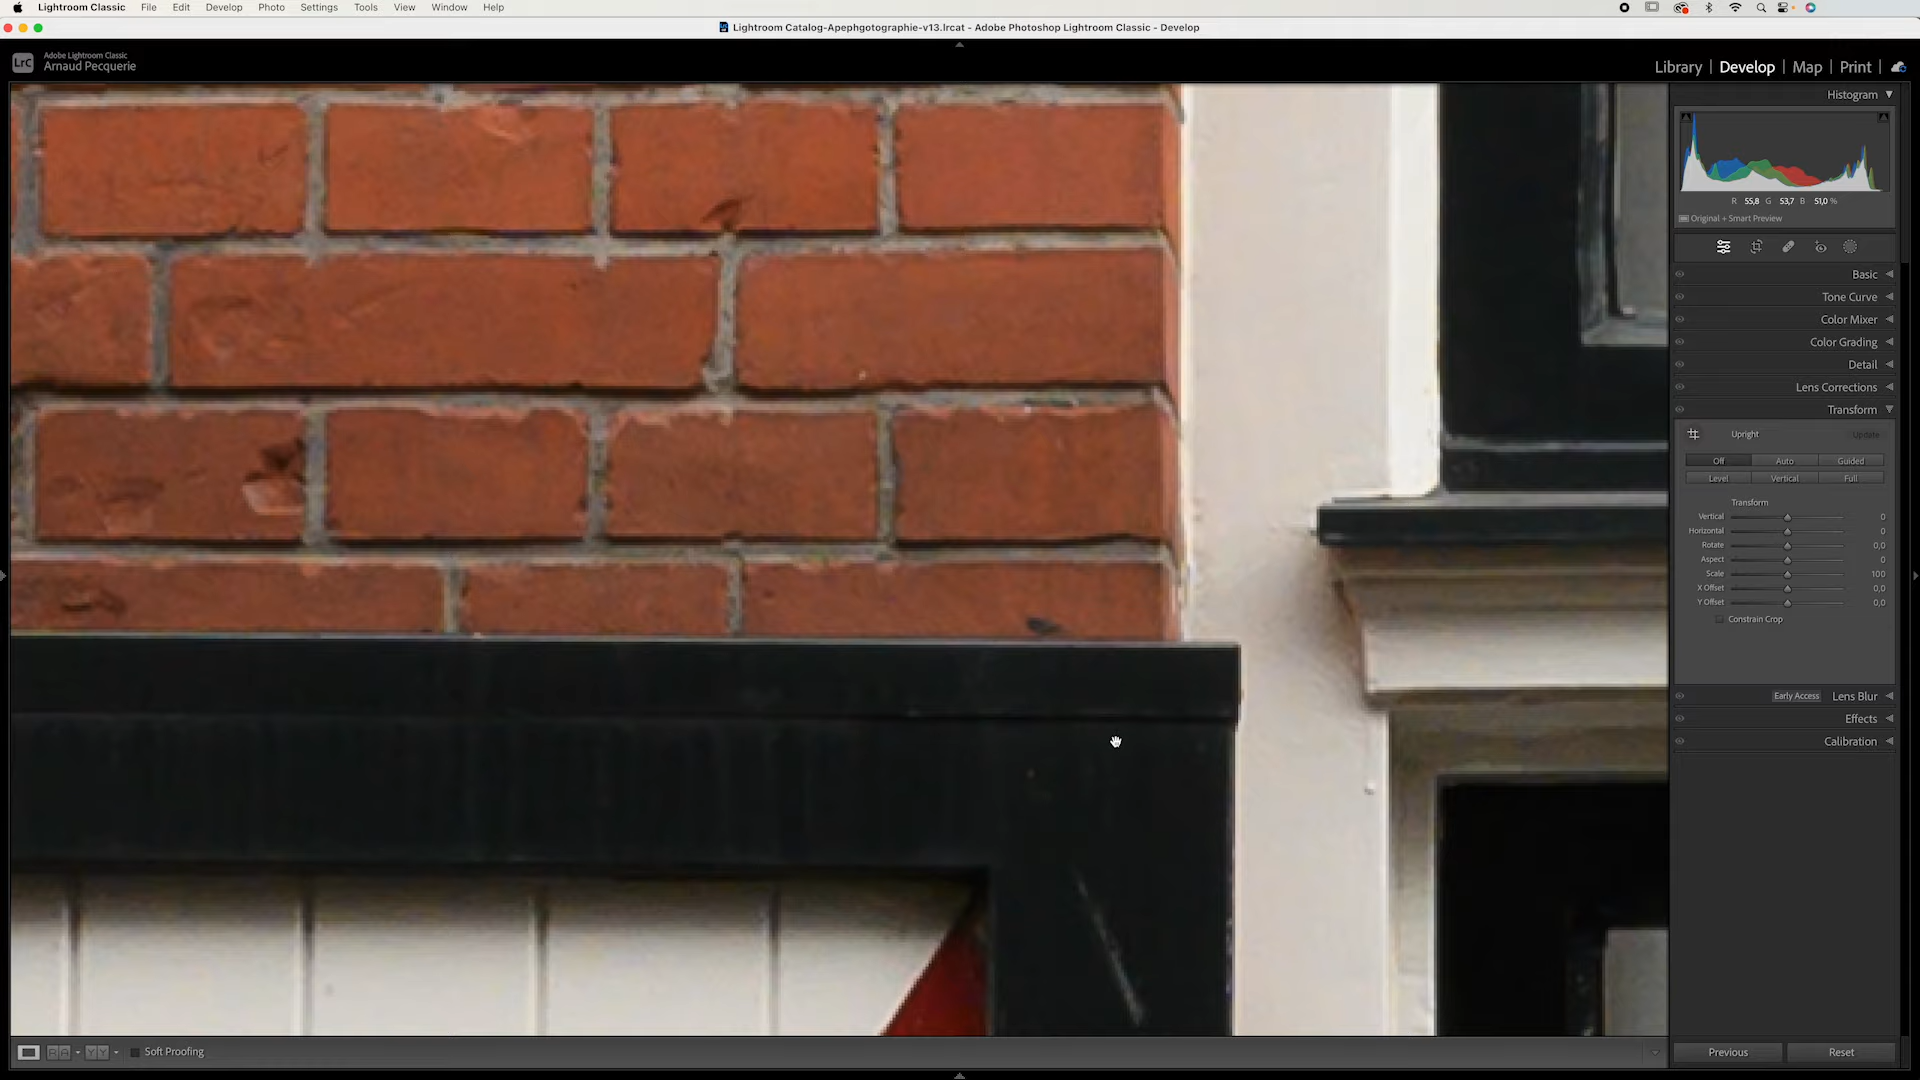 Lightroom Classic File Edit Develop Photo Settings Tools View Window Help
Lightroom Catalog-Apephgotographie-v13.lrcat - Adobe Photoshop Lightroom Classic - Develop
LrC
Adobe Lightroom Classic
Arnaud Pecquerie
Library | Develop | Map | Print |
Histogram
R 55,8 G 53,7 B 51,0 %
Original + Smart Preview
Basic
Tone Curve
Color Mixer
Color Grading
Detail
Lens Corrections
Transform
Upright Update
Off Auto Guided
Level Vertical Full
Transform
Vertical 0
Horizontal 0
Rotate 0,0
Aspect 0
Scale 100
X Offset 0,0
Y Offset 0,0
Constrain Crop
Early Access Lens Blur
Effects
Calibration
R A Y Y Soft Proofing
Previous Reset